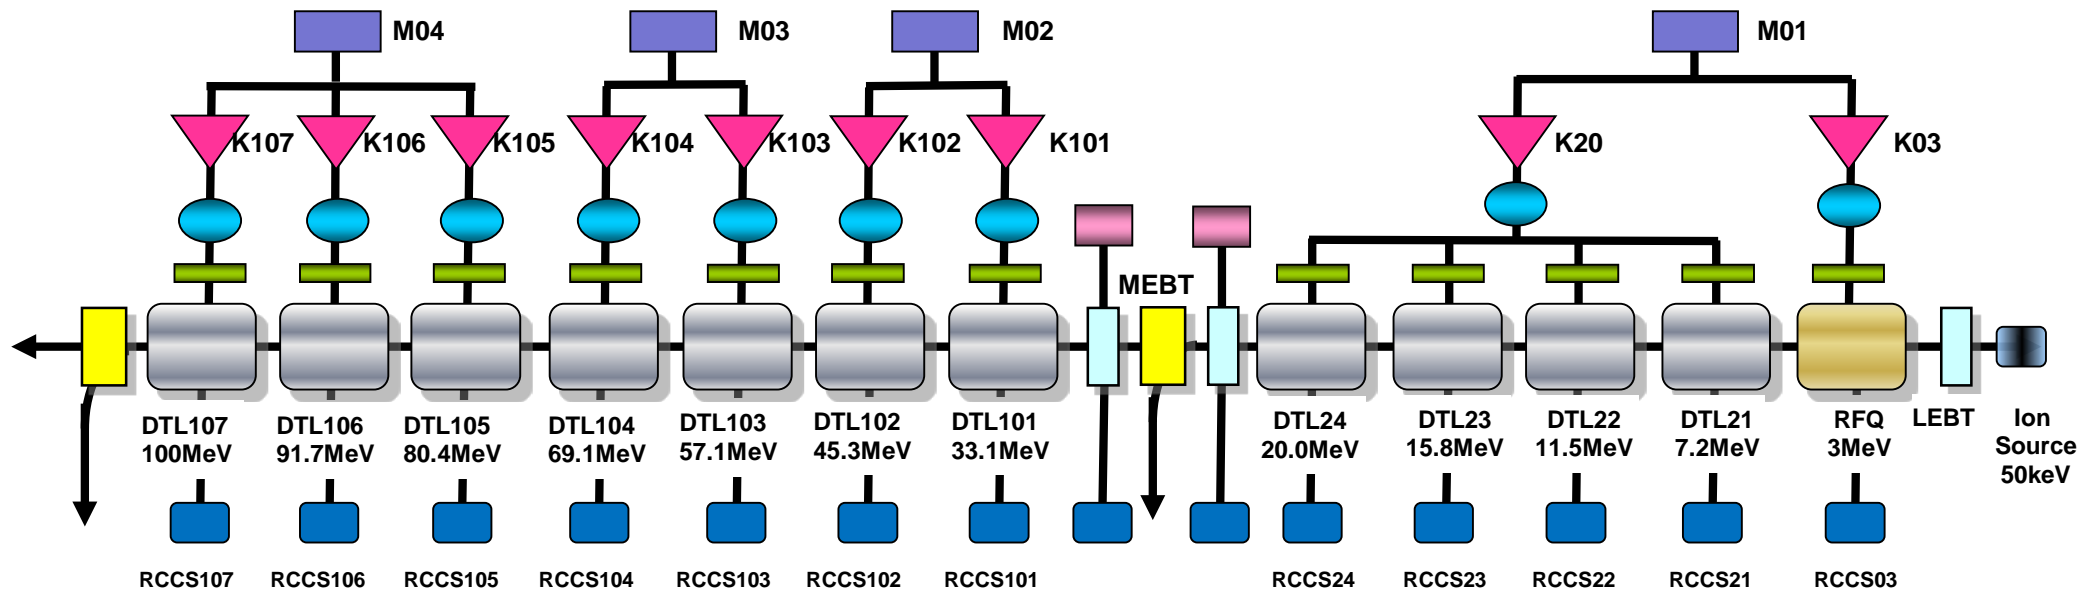 M04
M03
M02
M01
K107
K106
K105
K104
K103
K102
K101
K20
K03
MEBT
DTL107
100MeV
DTL106
91.7MeV
DTL105
80.4MeV
DTL104
69.1MeV
DTL103
57.1MeV
DTL102
45.3MeV
DTL101
33.1MeV
DTL24
20.0MeV
DTL23
15.8MeV
DTL22
11.5MeV
DTL21
7.2MeV
RFQ
3MeV
LEBT
Ion
Source
50keV
RCCS107
RCCS106
RCCS105
RCCS104
RCCS103
RCCS102
RCCS101
RCCS24
RCCS23
RCCS22
RCCS21
RCCS03